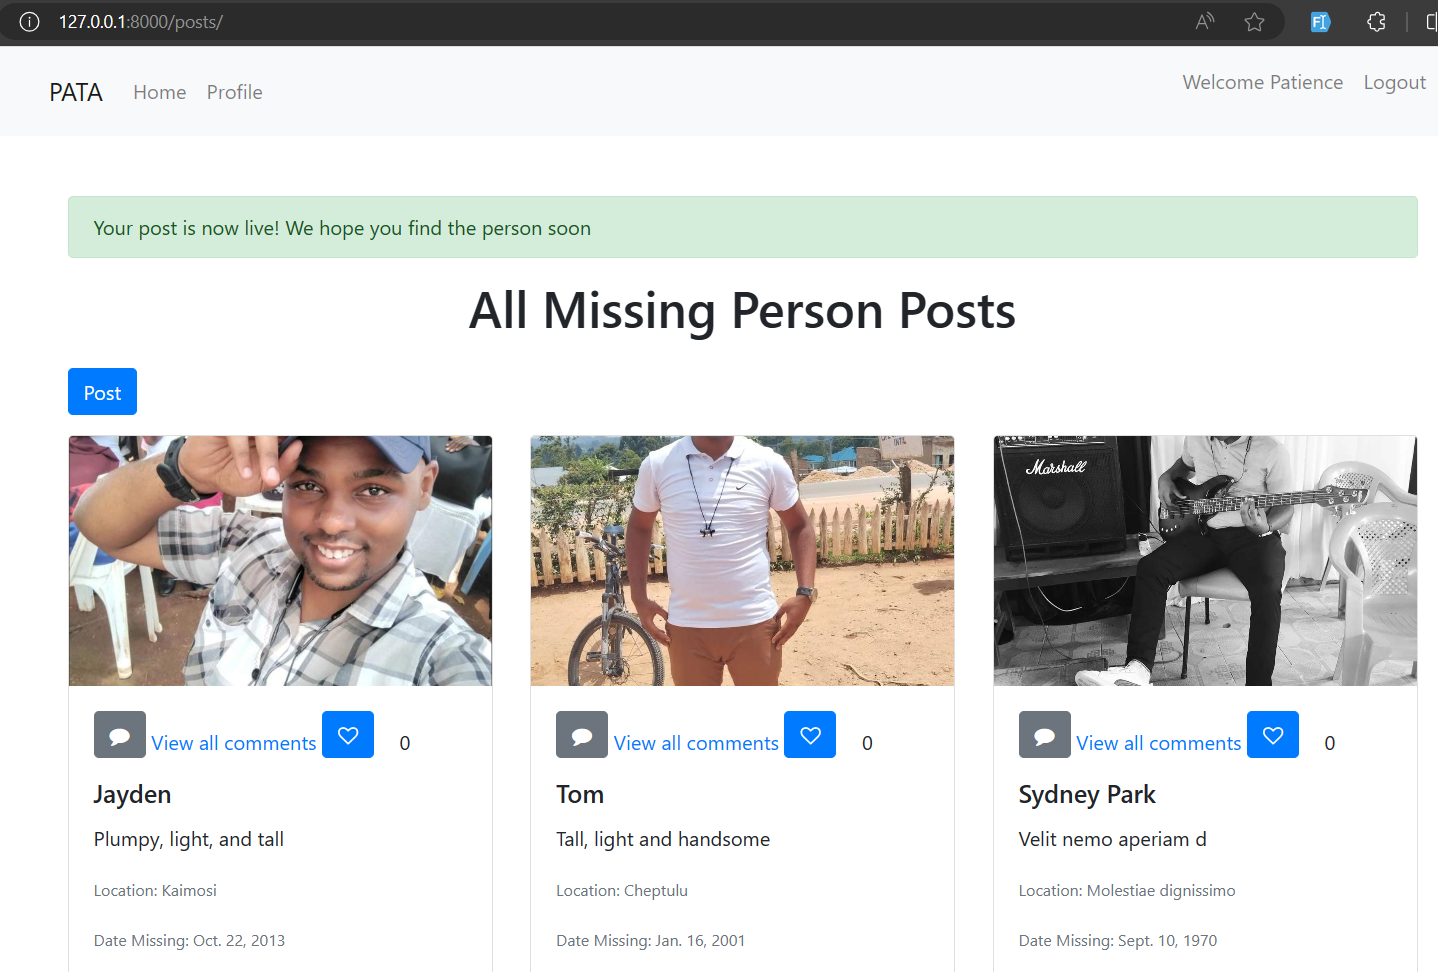 127.0.0.1:8000/posts/
PATA Home Profile Welcome Patience Logout
Your post is now live! We hope you find the person soon
All Missing Person Posts
Post
Marshall
View all comments 0 View all comments 0 View all comments 0
Jayden Tom Sydney Park
Plumpy, light, and tall Tall, light and handsome Velit nemo aperiam d
Location: Kaimosi Location: Cheptulu Location: Molestiae dignissimo
Date Missing: Oct. 22, 2013 Date Missing: Jan. 16, 2001 Date Missing: Sept. 10, 1970